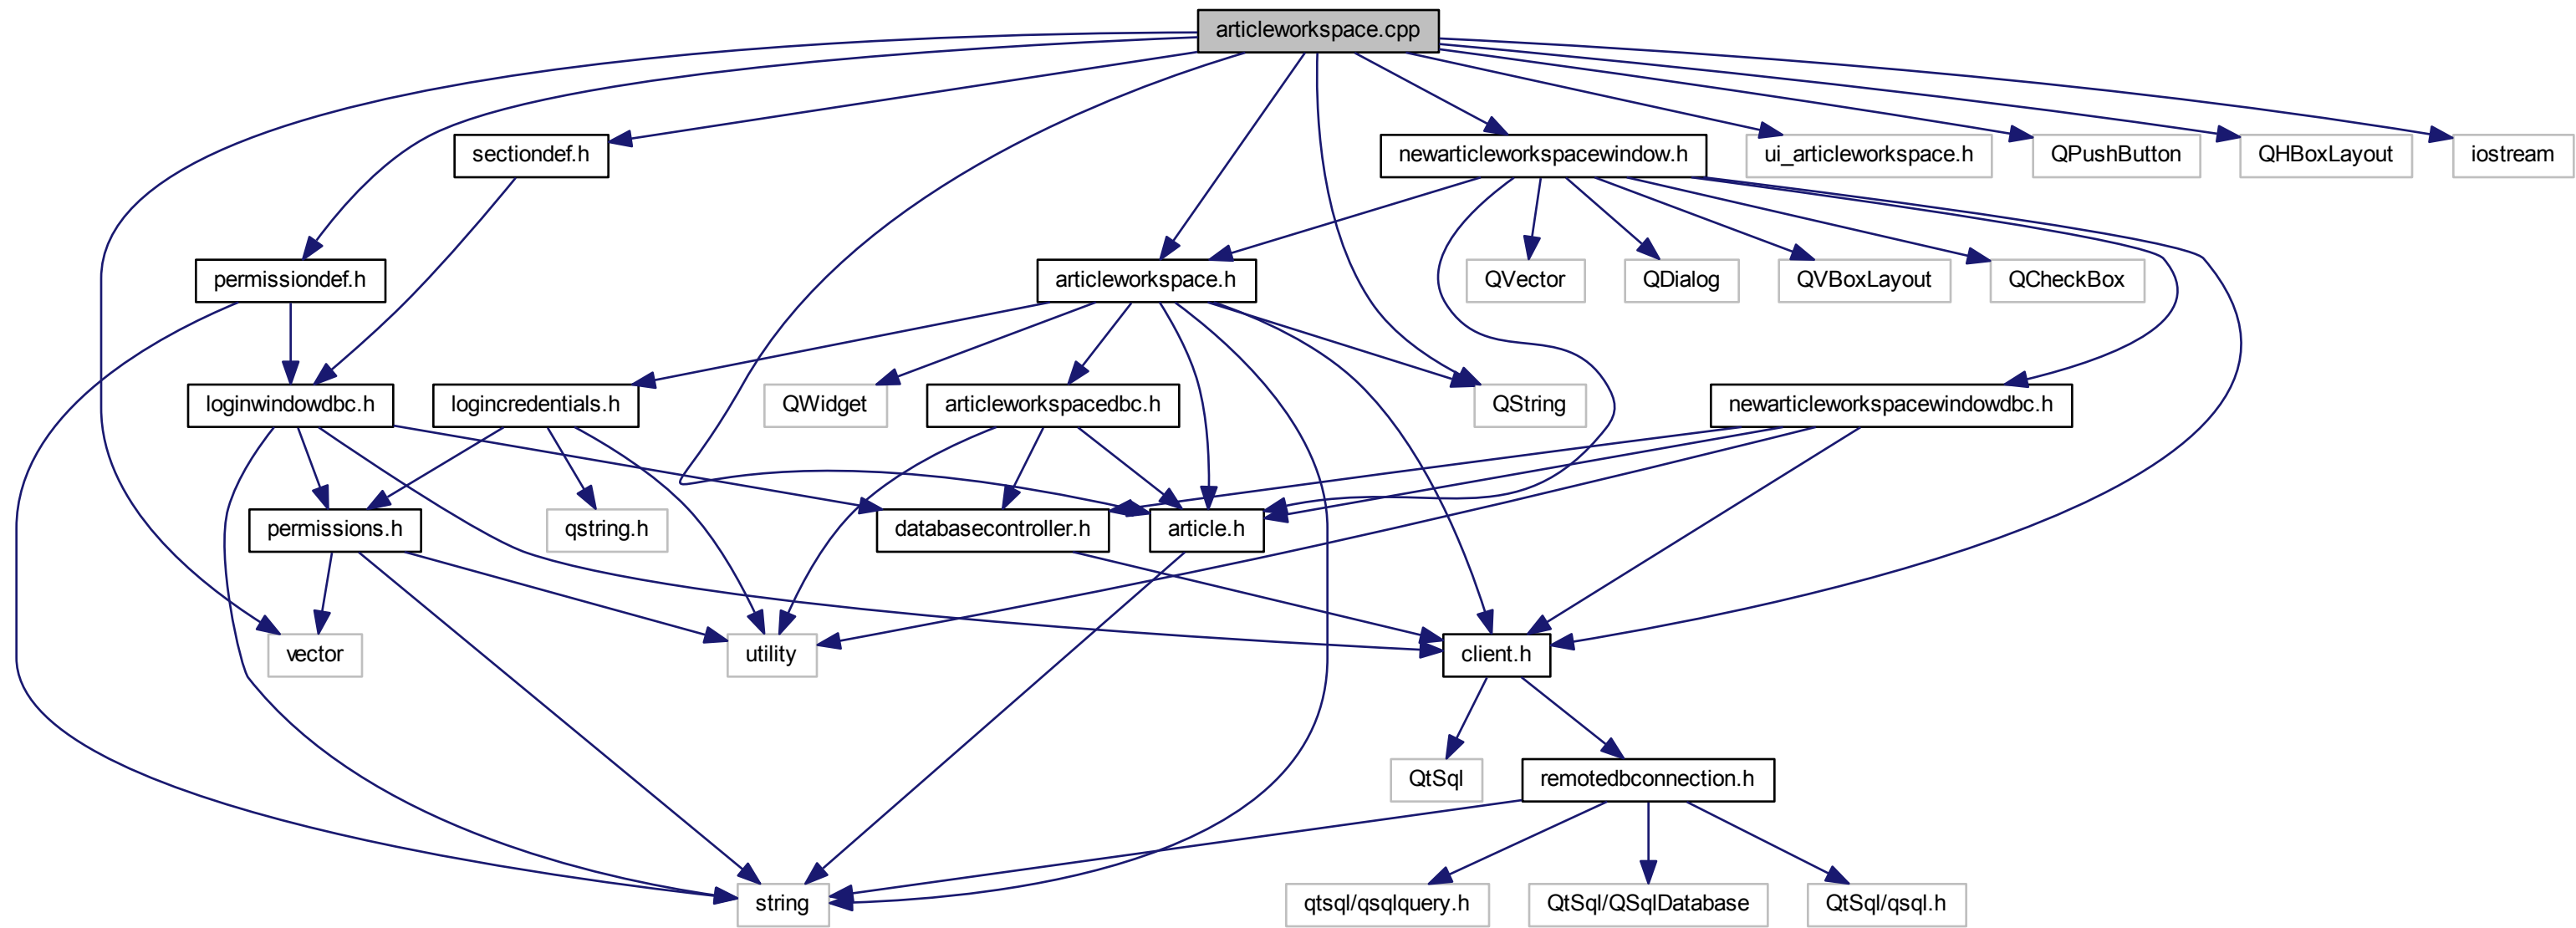 articleworkspace.cpp
sectiondef.h
newarticleworkspacewindow.h
ui_articleworkspace.h
QPushButton
QHBoxLayout
iostream
permissiondef.h
articleworkspace.h
QVector
QDialog
QVBoxLayout
QCheckBox
loginwindowdbc.h
logincredentials.h
QWidget
articleworkspacedbc.h
QString
newarticleworkspacewindowdbc.h
permissions.h
qstring.h
databasecontroller.h
article.h
vector
utility
client.h
QtSql
remotedbconnection.h
string
qtsql/qsqlquery.h
QtSql/QSqlDatabase
QtSql/qsql.h